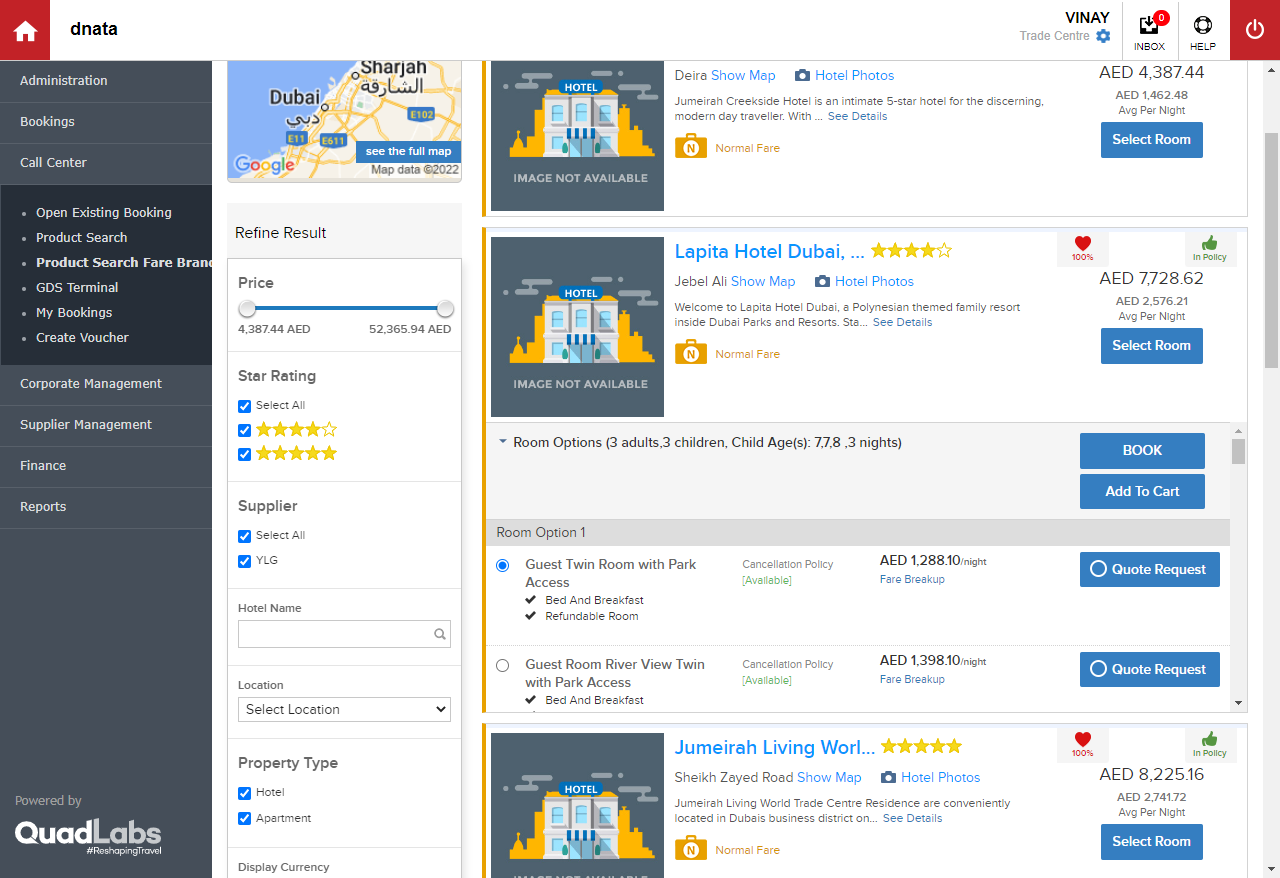 dnata
VINAY
Trade Centre
0
INBOX
HELP
Administration
Bookings
Call Center
Open Existing Booking
Product Search
Product Search Fare Bran
GDS Terminal
My Bookings
Create Voucher
Corporate Management
Supplier Management
Finance
Reports
Powered by
QuadLabs
#ReshapingTravel
Sharjah
الشارقة
Dubai
دبي
E102
E11
E611
see the full map
Google
Map data ©2022
Refine Result
Price
4,387.44 AED
52,365.94 AED
Star Rating
Select All
Supplier
Select All
YLG
Hotel Name
Location
Select Location
Property Type
Hotel
Apartment
Display Currency
HOTEL
IMAGE NOT AVAILABLE
Deira Show Map
Hotel Photos
Jumeirah Creekside Hotel is an intimate 5-star hotel for the discerning,
modern day traveller. With ... See Details
N
Normal Fare
AED 4,387.44
AED 1,462.48
Avg Per Night
Select Room
HOTEL
IMAGE NOT AVAILABLE
Lapita Hotel Dubai, ...
Jebel Ali Show Map
Hotel Photos
Welcome to Lapita Hotel Dubai, a Polynesian themed family resort
inside Dubai Parks and Resorts. Sta... See Details
N
Normal Fare
100%
In Policy
AED 7,728.62
AED 2,576.21
Avg Per Night
Select Room
Room Options (3 adults,3 children, Child Age(s): 7,7,8 ,3 nights)
BOOK
Add To Cart
Room Option 1
Guest Twin Room with Park
Access
Bed And Breakfast
Refundable Room
Cancellation Policy
[Available]
AED 1,288.10/night
Fare Breakup
Quote Request
Guest Room River View Twin
with Park Access
Bed And Breakfast
Cancellation Policy
[Available]
AED 1,398.10/night
Fare Breakup
Quote Request
HOTEL
IMAGE NOT AVAILABLE
Jumeirah Living Worl...
Sheikh Zayed Road Show Map
Hotel Photos
Jumeirah Living World Trade Centre Residence are conveniently
located in Dubais business district on... See Details
N
Normal Fare
100%
In Policy
AED 8,225.16
AED 2,741.72
Avg Per Night
Select Room